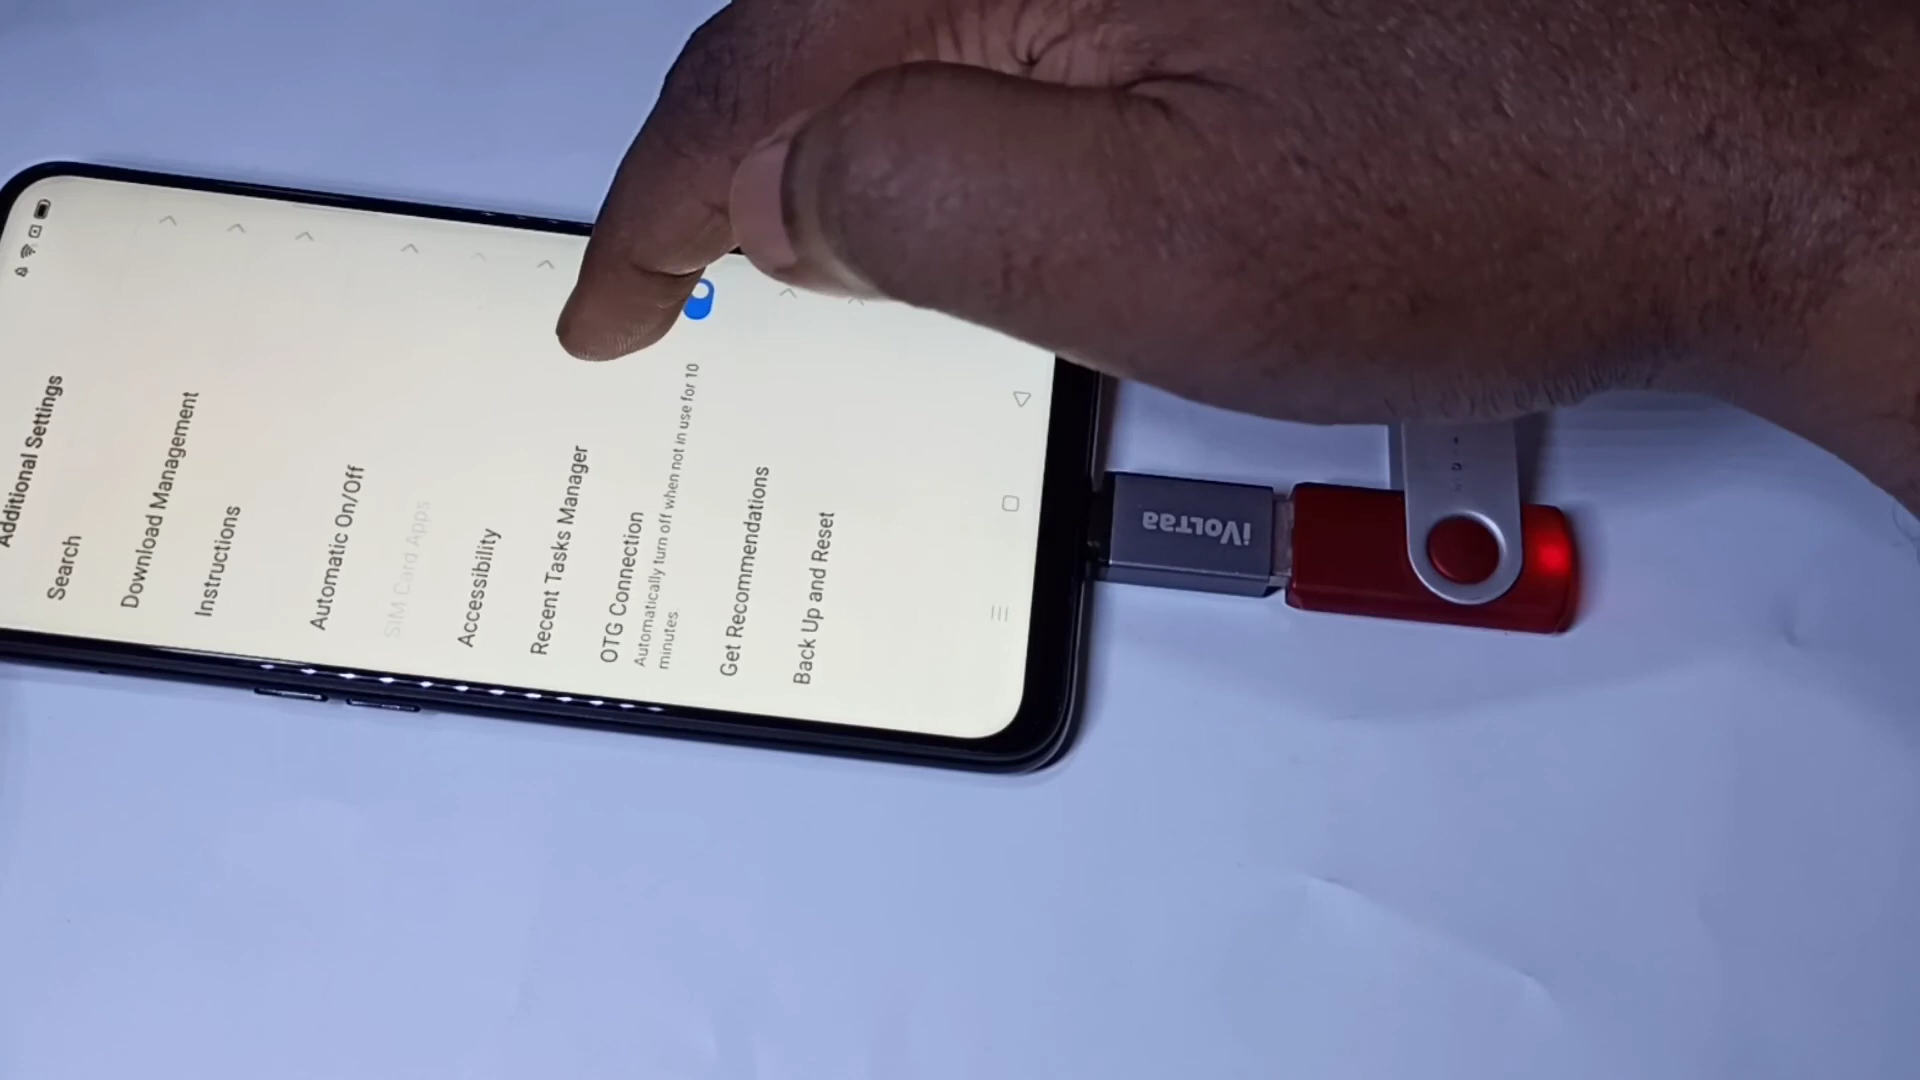 Additional Settings
Search
Download Management
Instructions
Automatic On/Off
SIM Card Apps
Accessibility
Recent Tasks Manager
OTG Connection
Automatically turn off when not in use for 10
minutes.
Get Recommendations
Back Up and Reset
iVOLTAA